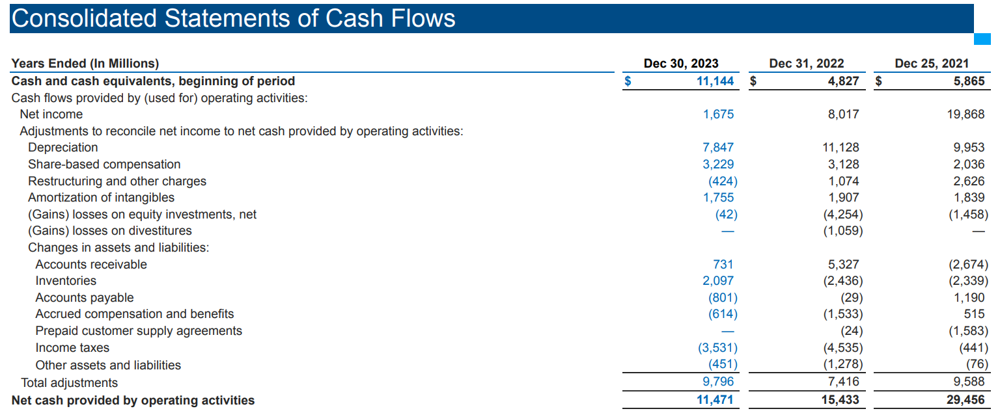 Consolidated Statements of Cash Flows
Years Ended (In Millions) Dec 30, 2023 Dec 31, 2022 Dec 25, 2021
Cash and cash equivalents, beginning of period $ 11,144 $ 4,827 $ 5,865
Cash flows provided by (used for) operating activities:
Net income 1,675 8,017 19,868
Adjustments to reconcile net income to net cash provided by operating activities:
Depreciation 7,847 11,128 9,953
Share-based compensation 3,229 3,128 2,036
Restructuring and other charges (424) 1,074 2,626
Amortization of intangibles 1,755 1,907 1,839
(Gains) losses on equity investments, net (42) (4,254) (1,458)
(Gains) losses on divestitures — (1,059) —
Changes in assets and liabilities:
Accounts receivable 731 5,327 (2,674)
Inventories 2,097 (2,436) (2,339)
Accounts payable (801) (29) 1,190
Accrued compensation and benefits (614) (1,533) 515
Prepaid customer supply agreements — (24) (1,583)
Income taxes (3,531) (4,535) (441)
Other assets and liabilities (451) (1,278) (76)
Total adjustments 9,796 7,416 9,588
Net cash provided by operating activities 11,471 15,433 29,456